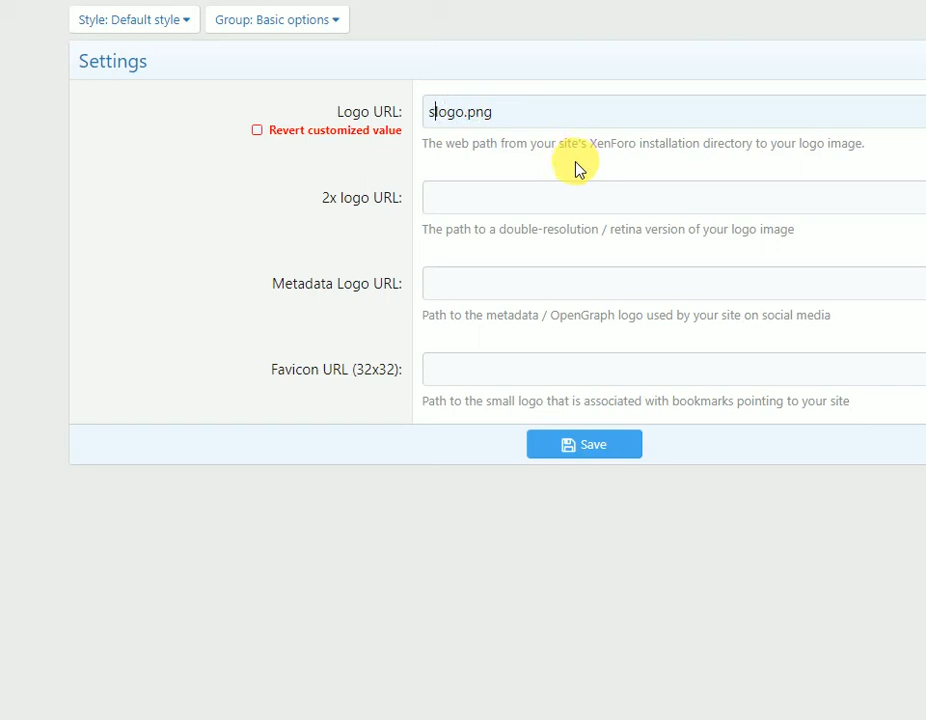 Style: Default style
Group: Basic options
Settings
Logo URL:
slogo.png
Revert customized value
The web path from your site's XenForo installation directory to your logo image.
2x logo URL:
The path to a double-resolution / retina version of your logo image
Metadata Logo URL:
Path to the metadata / OpenGraph logo used by your site on social media
Favicon URL (32x32):
Path to the small logo that is associated with bookmarks pointing to your site
Save